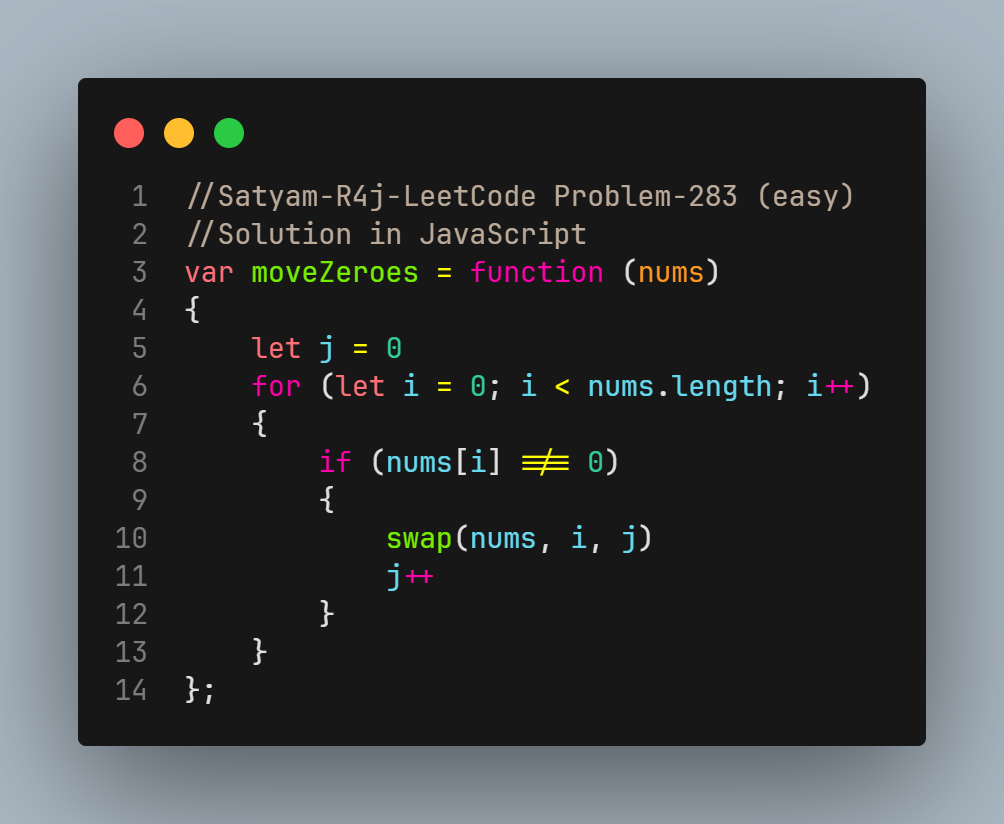 1 //Satyam-R4j-LeetCode Problem-283 (easy)
2 //Solution in JavaScript
3 var moveZeroes = function (nums)
4 {
5     let j = 0
6     for (let i = 0; i < nums.length; i++)
7     {
8         if (nums[i] !== 0)
9         {
10             swap(nums, i, j)
11             j++
12         }
13     }
14 };